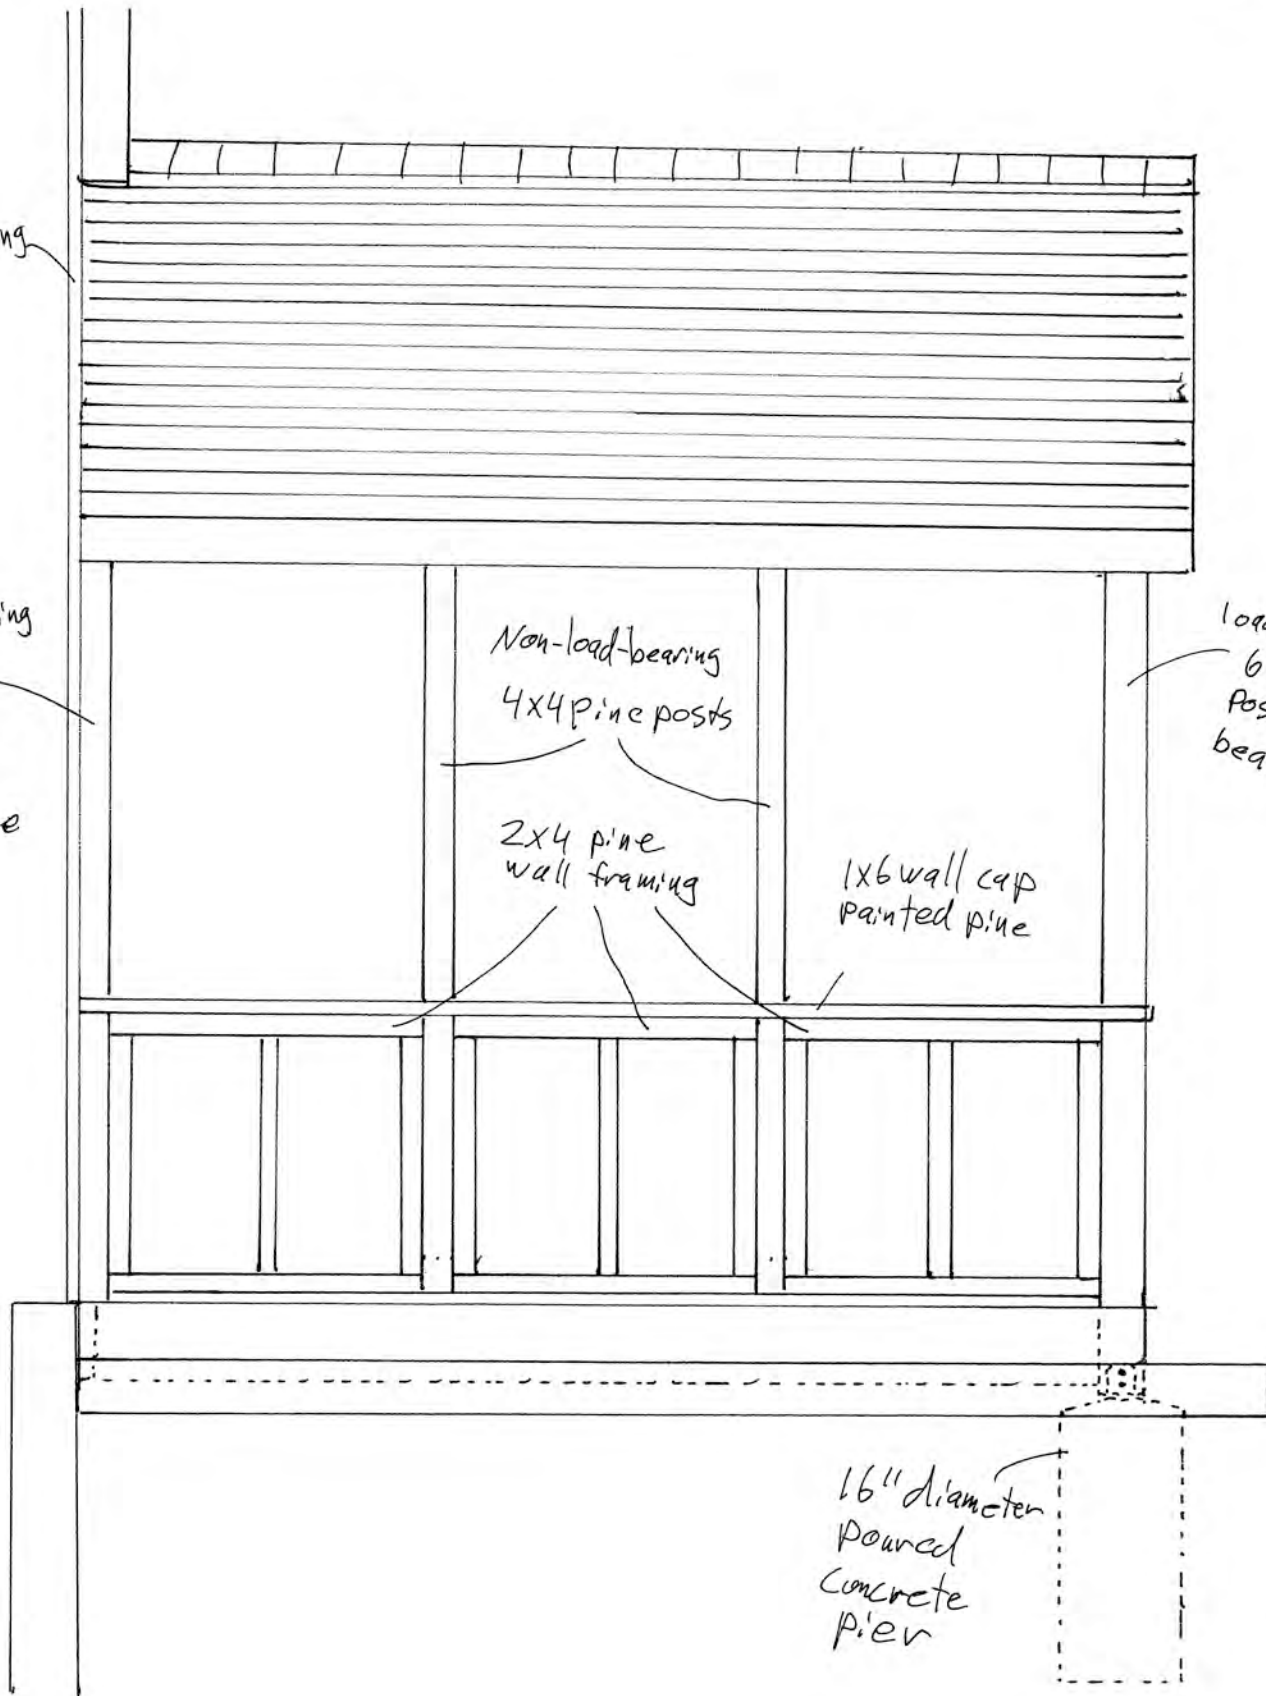 Non-load-bearing
4x4 pine posts
2x4 pine
wall framing
1x6 wall cap
painted pine
16" diameter
poured
concrete
pier